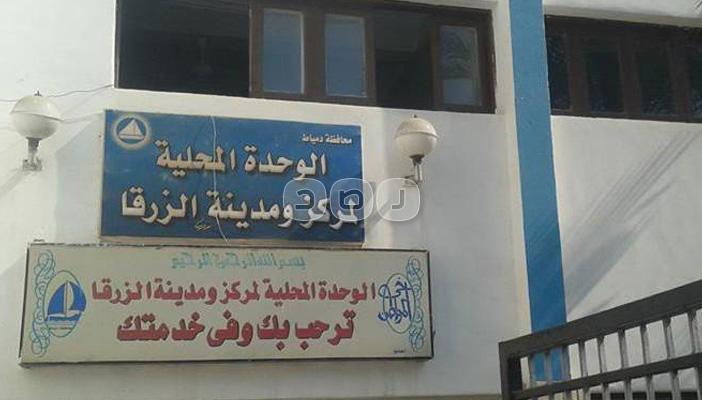 محافظة دمياط
الوحدة المحلية
لمركز ومدينة الزرقا
بسم الله الرحمن الرحيم
الوحدة المحلية لمركز ومدينة الزرقا
ترحب بك وفى خدمتك